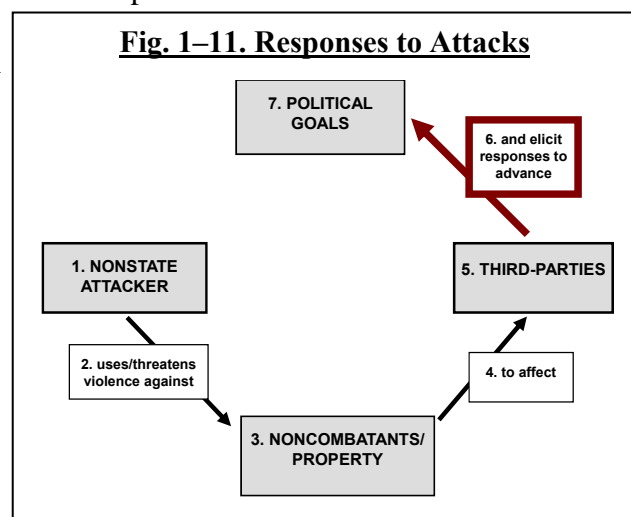 Fig. 1–11. Responses to Attacks
7. POLITICAL
GOALS
6. and elicit
responses to
advance
1. NONSTATE
ATTACKER
5. THIRD-PARTIES
2. uses/threatens
violence against
4. to affect
3. NONCOMBATANTS/
PROPERTY